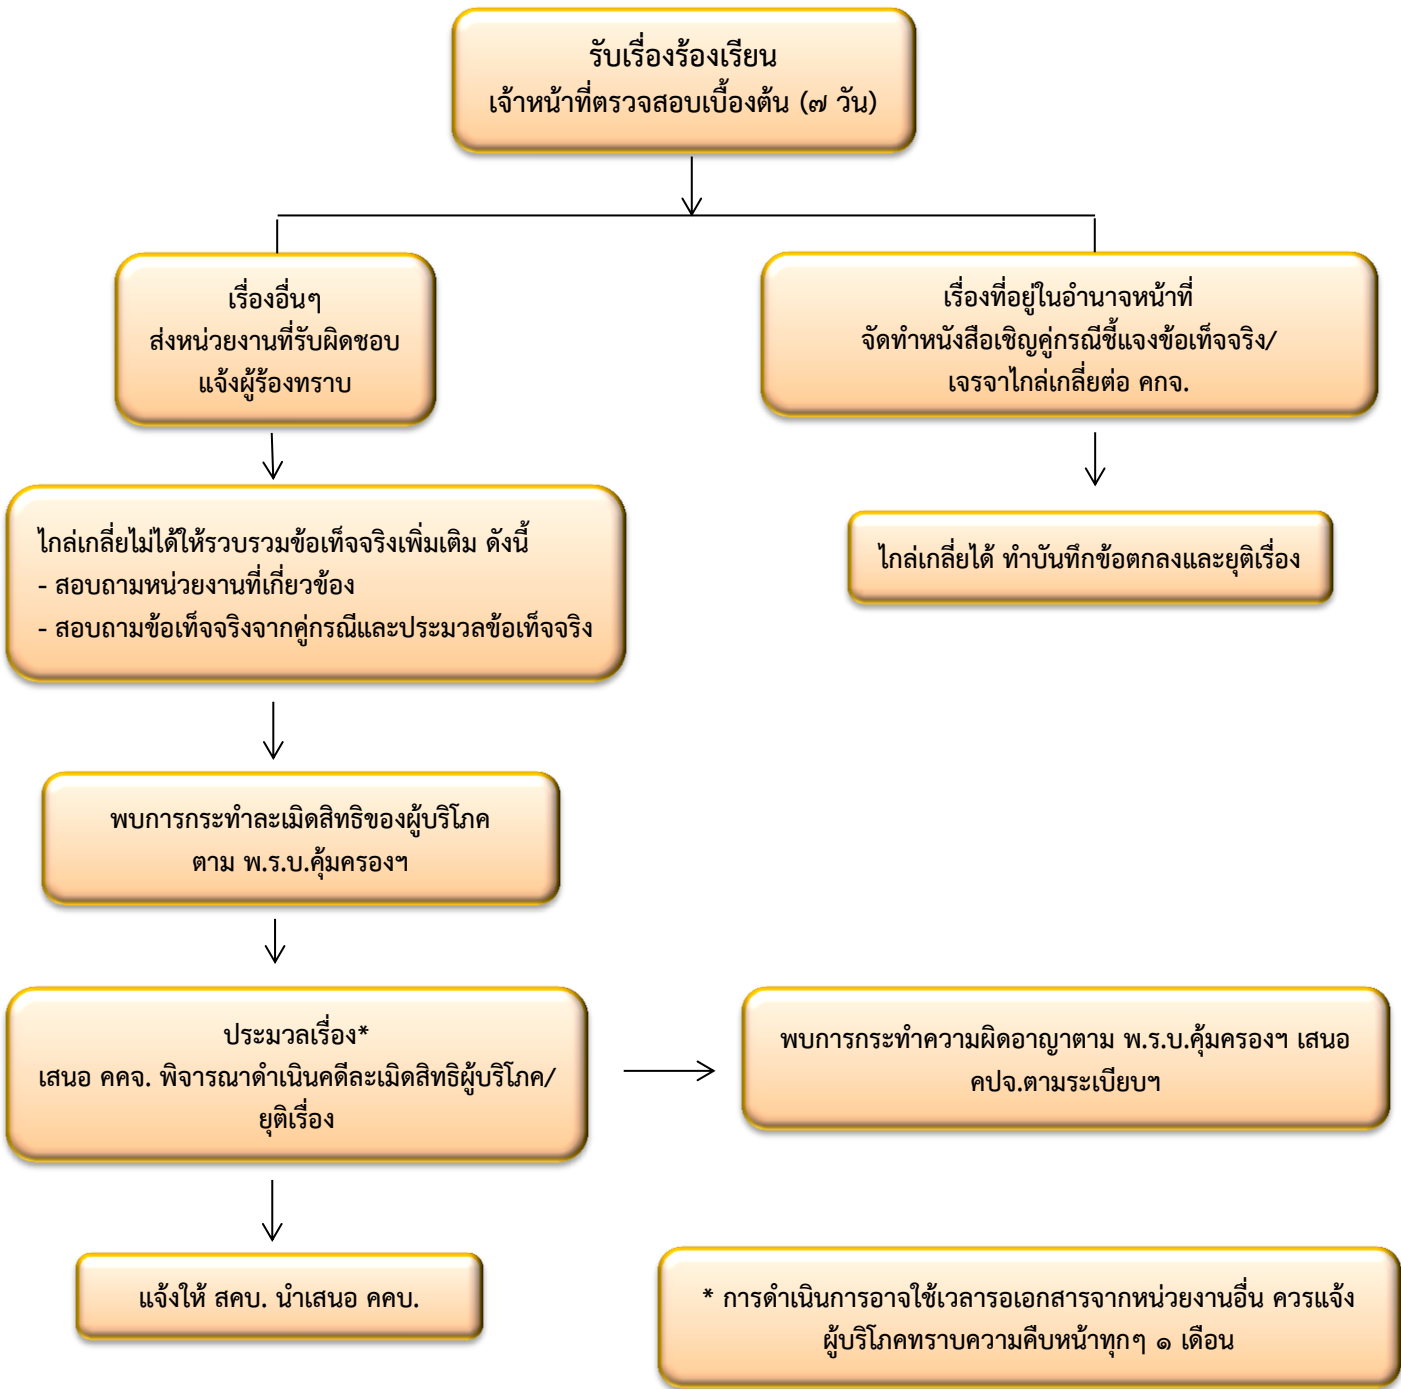 รับเรื่องร้องเรียน
เจ้าหน้าที่ตรวจสอบเบื้องต้น (๗ วัน)
เรื่องอื่นๆ
ส่งหน่วยงานที่รับผิดชอบ
แจ้งผู้ร้องทราบ
เรื่องที่อยู่ในอำนาจหน้าที่
จัดทำหนังสือเชิญคู่กรณีชี้แจงข้อเท็จจริง/
เจรจาไกล่เกลี่ยต่อ คกจ.
ไกล่เกลี่ยไม่ได้ให้รวบรวมข้อเท็จจริงเพิ่มเติม ดังนี้
- สอบถามหน่วยงานที่เกี่ยวข้อง
- สอบถามข้อเท็จจริงจากคู่กรณีและประมวลข้อเท็จจริง
ไกล่เกลี่ยได้ ทำบันทึกข้อตกลงและยุติเรื่อง
พบการกระทำละเมิดสิทธิของผู้บริโภค
ตาม พ.ร.บ.คุ้มครองฯ
ประมวลเรื่อง*
เสนอ คคจ. พิจารณาดำเนินคดีละเมิดสิทธิผู้บริโภค/
ยุติเรื่อง
พบการกระทำความผิดอาญาตาม พ.ร.บ.คุ้มครองฯ เสนอ
คปจ.ตามระเบียบฯ
แจ้งให้ สคบ. นำเสนอ คคบ.
* การดำเนินการอาจใช้เวลารอเอกสารจากหน่วยงานอื่น ควรแจ้ง
ผู้บริโภคทราบความคืบหน้าทุกๆ ๑ เดือน